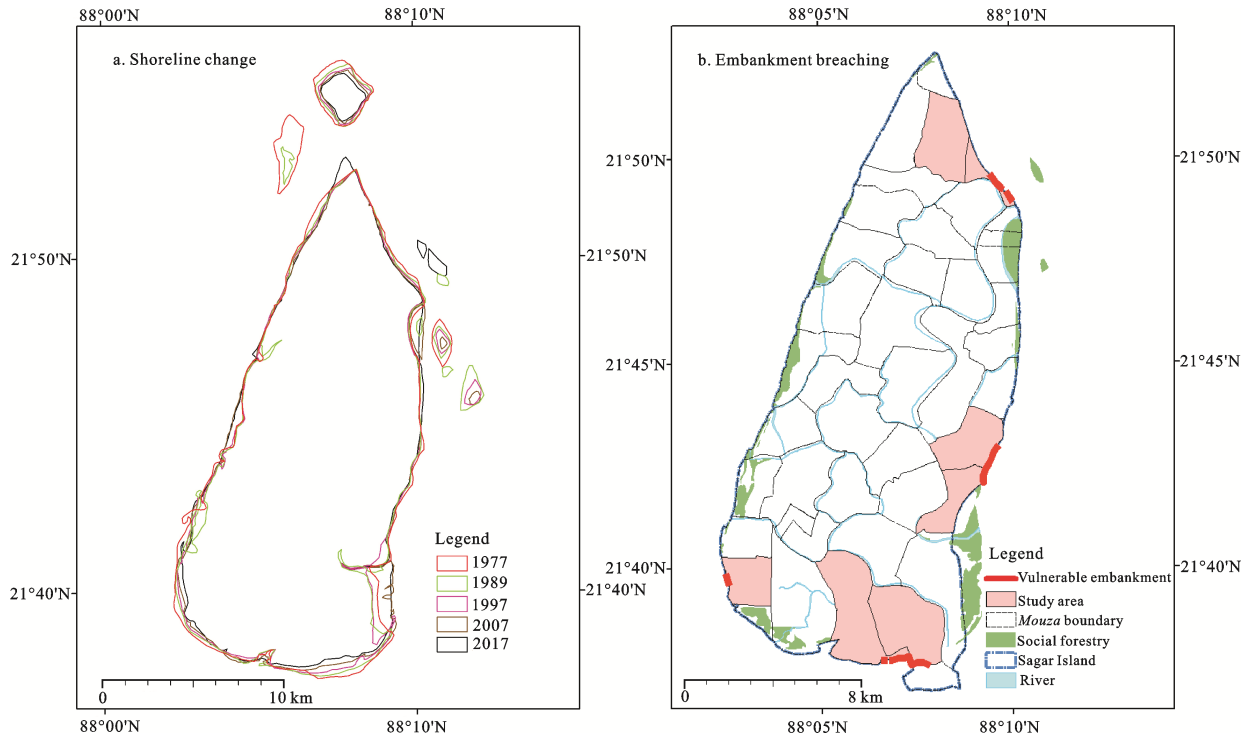 88°00'N
88°10'N
a. Shoreline change
21°50'N
21°50'N
21°40'N
21°40'N
Legend
1977
1989
1997
2007
2017
0
10 km
88°00'N
88°10'N
88°05'N
88°10'N
b. Embankment breaching
21°50'N
21°50'N
21°45'N
21°45'N
21°40'N
21°40'N
Legend
Vulnerable embankment
Study area
Mouza boundary
Social forestry
Sagar Island
River
0
8 km
88°05'N
88°10'N